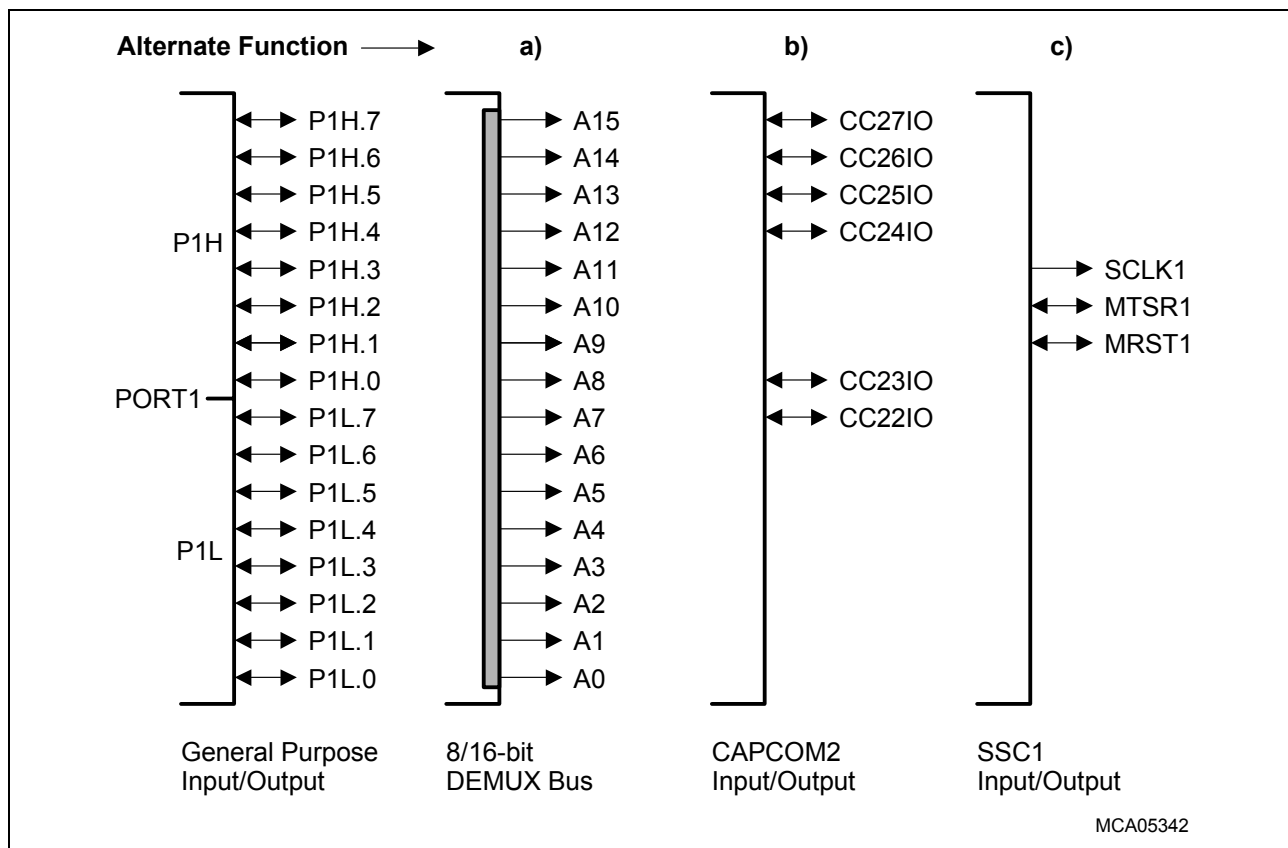 Alternate Function a) b) c)
P1H.7 A15 CC27IO
P1H.6 A14 CC26IO
P1H.5 A13 CC25IO
P1H P1H.4 A12 CC24IO
P1H.3 A11 SCLK1
P1H.2 A10 MTSR1
P1H.1 A9 MRST1
P1H.0 A8 CC23IO
PORT1
P1L.7 A7 CC22IO
P1L.6 A6
P1L.5 A5
P1L.4 A4
P1L
P1L.3 A3
P1L.2 A2
P1L.1 A1
P1L.0 A0
General Purpose 8/16-bit CAPCOM2 SSC1
Input/Output DEMUX Bus Input/Output Input/Output
MCA05342